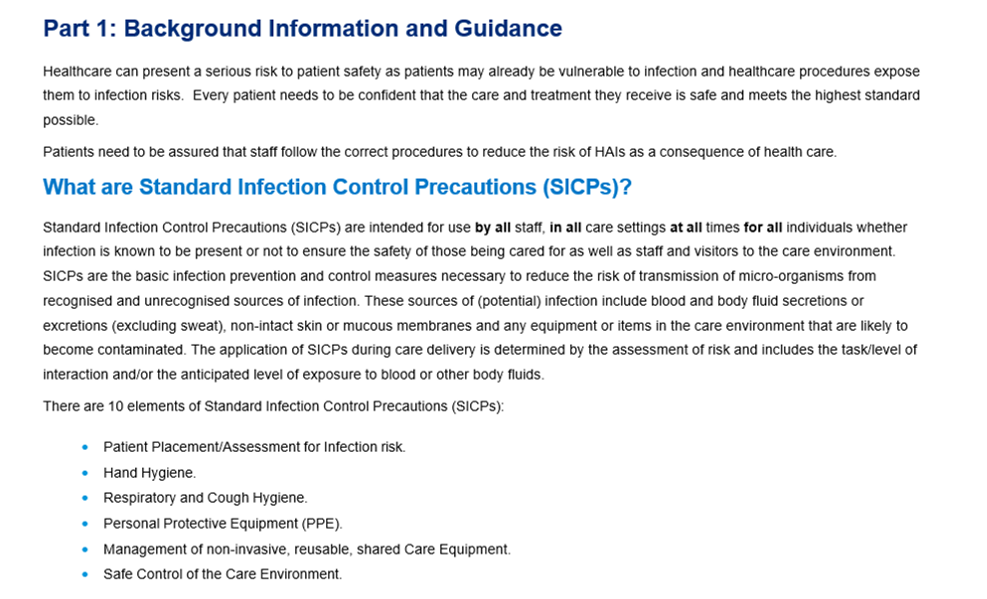 Part 1: Background Information and Guidance
Healthcare can present a serious risk to patient safety as patients may already be vulnerable to infection and healthcare procedures expose
them to infection risks.  Every patient needs to be confident that the care and treatment they receive is safe and meets the highest standard
possible.
Patients need to be assured that staff follow the correct procedures to reduce the risk of HAIs as a consequence of health care.
What are Standard Infection Control Precautions (SICPs)?
Standard Infection Control Precautions (SICPs) are intended for use by all staff, in all care settings at all times for all individuals whether
infection is known to be present or not to ensure the safety of those being cared for as well as staff and visitors to the care environment.
SICPs are the basic infection prevention and control measures necessary to reduce the risk of transmission of micro-organisms from
recognised and unrecognised sources of infection. These sources of (potential) infection include blood and body fluid secretions or
excretions (excluding sweat), non-intact skin or mucous membranes and any equipment or items in the care environment that are likely to
become contaminated. The application of SICPs during care delivery is determined by the assessment of risk and includes the task/level of
interaction and/or the anticipated level of exposure to blood or other body fluids.
There are 10 elements of Standard Infection Control Precautions (SICPs):
• Patient Placement/Assessment for Infection risk.
• Hand Hygiene.
• Respiratory and Cough Hygiene.
• Personal Protective Equipment (PPE).
• Management of non-invasive, reusable, shared Care Equipment.
• Safe Control of the Care Environment.